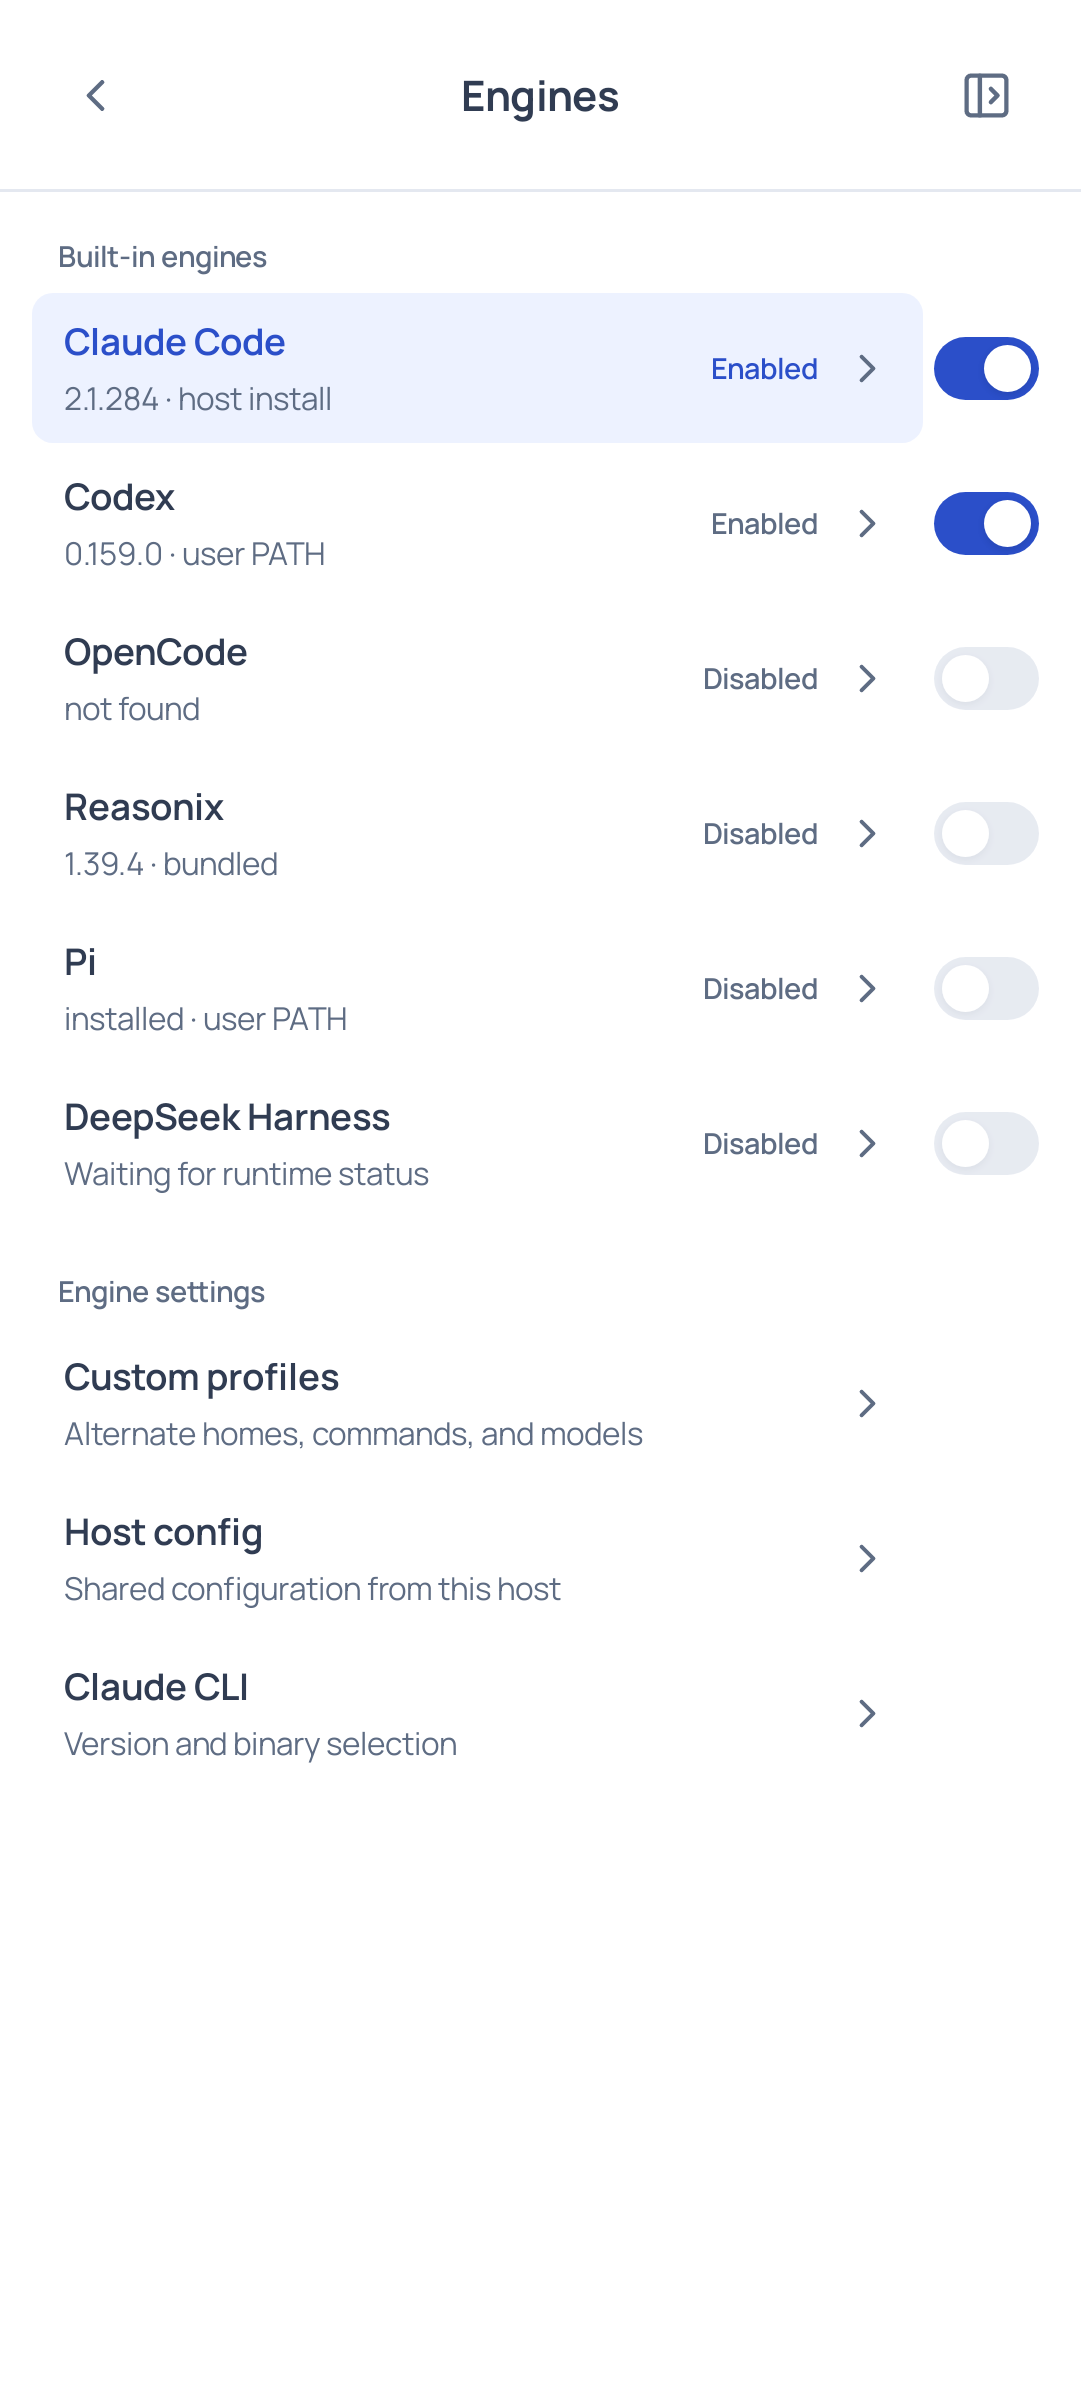 Engines
Built-in engines
Claude Code
2.1.284 · host install
Enabled
Codex
0.159.0 · user PATH
Enabled
OpenCode
not found
Disabled
Reasonix
1.39.4 · bundled
Disabled
Pi
installed · user PATH
Disabled
DeepSeek Harness
Waiting for runtime status
Disabled
Engine settings
Custom profiles
Alternate homes, commands, and models
Host config
Shared configuration from this host
Claude CLI
Version and binary selection